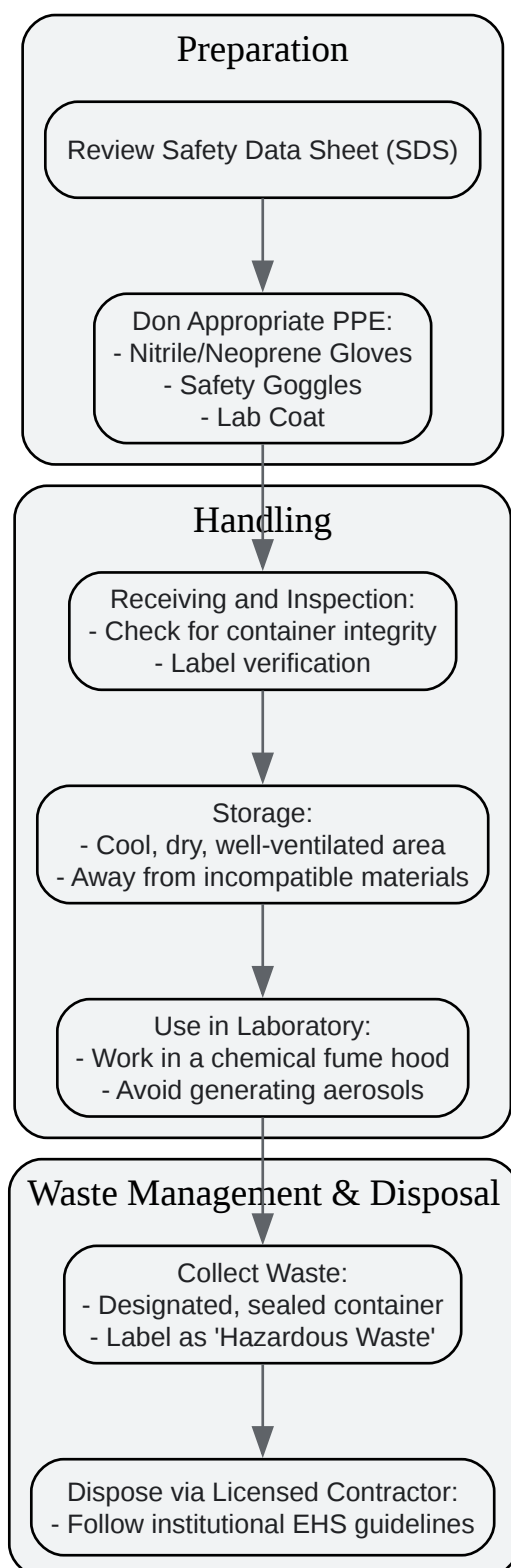 Preparation
Review Safety Data Sheet (SDS)
Don Appropriate PPE:
- Nitrile/Neoprene Gloves
- Safety Goggles
- Lab Coat
Handling
Receiving and Inspection:
- Check for container integrity
- Label verification
Storage:
- Cool, dry, well-ventilated area
- Away from incompatible materials
Use in Laboratory:
- Work in a chemical fume hood
- Avoid generating aerosols
Waste Management & Disposal
Collect Waste:
- Designated, sealed container
- Label as 'Hazardous Waste'
Dispose via Licensed Contractor:
- Follow institutional EHS guidelines